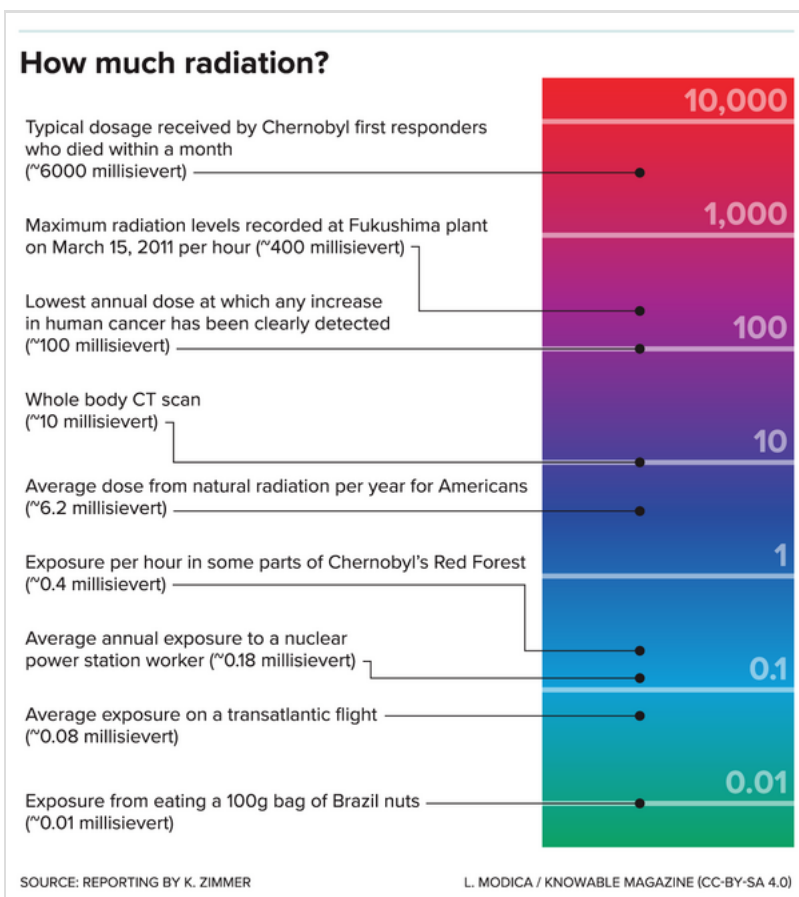 How much radiation?
10,000
Typical dosage received by Chernobyl first responders
who died within a month
(~6000 millisievert)
1,000
Maximum radiation levels recorded at Fukushima plant
on March 15, 2011 per hour (~400 millisievert)
Lowest annual dose at which any increase
in human cancer has been clearly detected
(~100 millisievert)
100
Whole body CT scan
(~10 millisievert)
10
Average dose from natural radiation per year for Americans
(~6.2 millisievert)
Exposure per hour in some parts of Chernobyl's Red Forest
(~0.4 millisievert)
1
Average annual exposure to a nuclear
power station worker (~0.18 millisievert)
0.1
Average exposure on a transatlantic flight
(~0.08 millisievert)
0.01
Exposure from eating a 100g bag of Brazil nuts
(~0.01 millisievert)
SOURCE: REPORTING BY K. ZIMMER
L. MODICA / KNOWABLE MAGAZINE (CC-BY-SA 4.0)